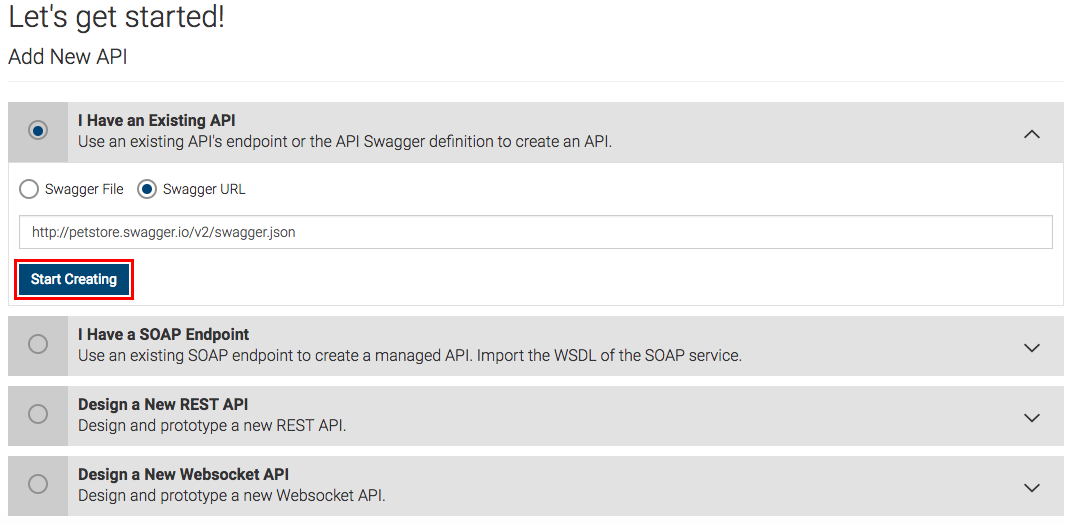 Let's get started!
Add New API
I Have an Existing API
Use an existing API's endpoint or the API Swagger definition to create an API.
Swagger File Swagger URL
http://petstore.swagger.io/v2/swagger.json
Start Creating
I Have a SOAP Endpoint
Use an existing SOAP endpoint to create a managed API. Import the WSDL of the SOAP service.
Design a New REST API
Design and prototype a new REST API.
Design a New Websocket API
Design and prototype a new Websocket API.